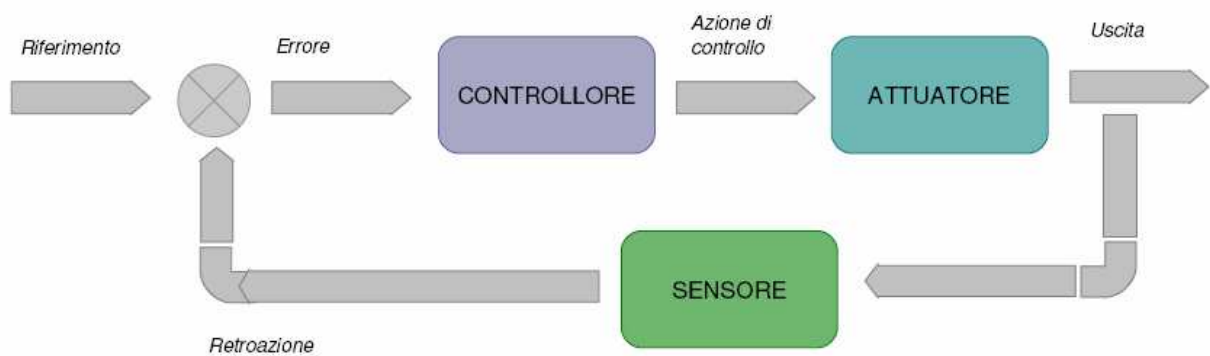 Riferimento
Errore
Azione di
controllo
Uscita
CONTROLLORE
ATTUATORE
SENSORE
Retroazione